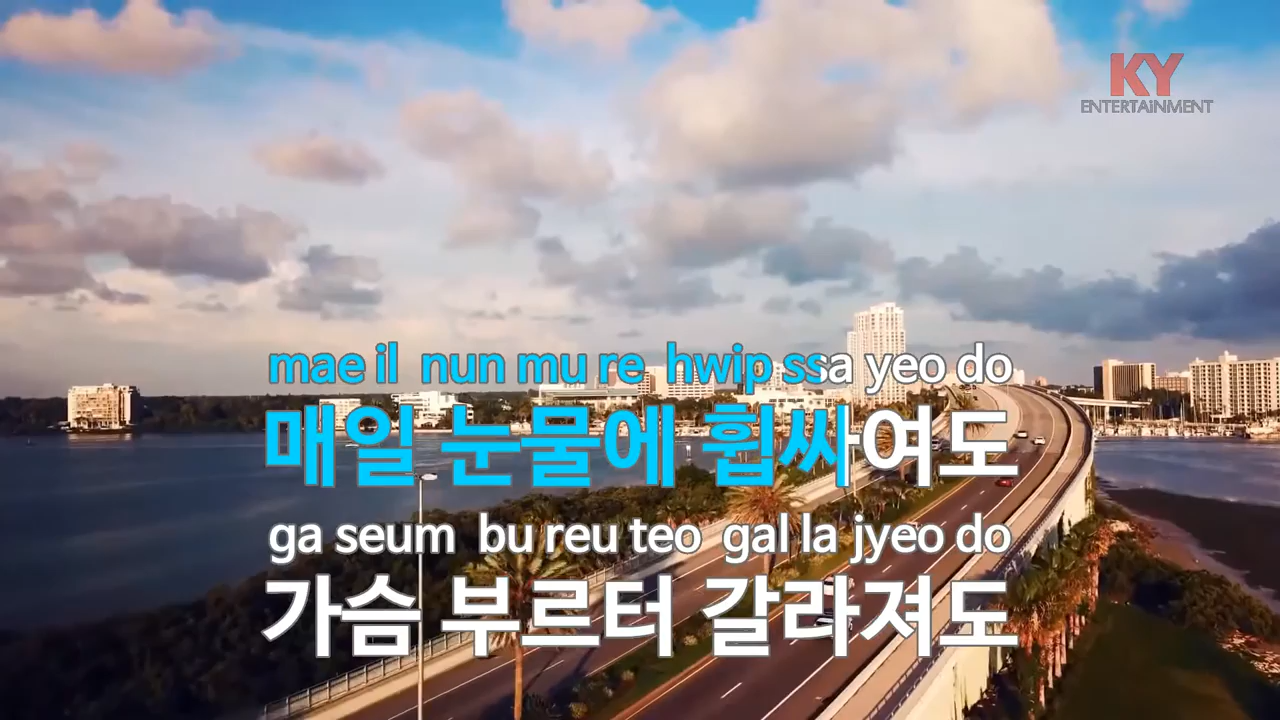 KY
ENTERTAiNMENT
mae il nun mu re hwip ssa yeo do
매일 눈물에 휩싸여도
ga seum bu reu teo gal la jyeo do
가슴 부르터 갈라져도